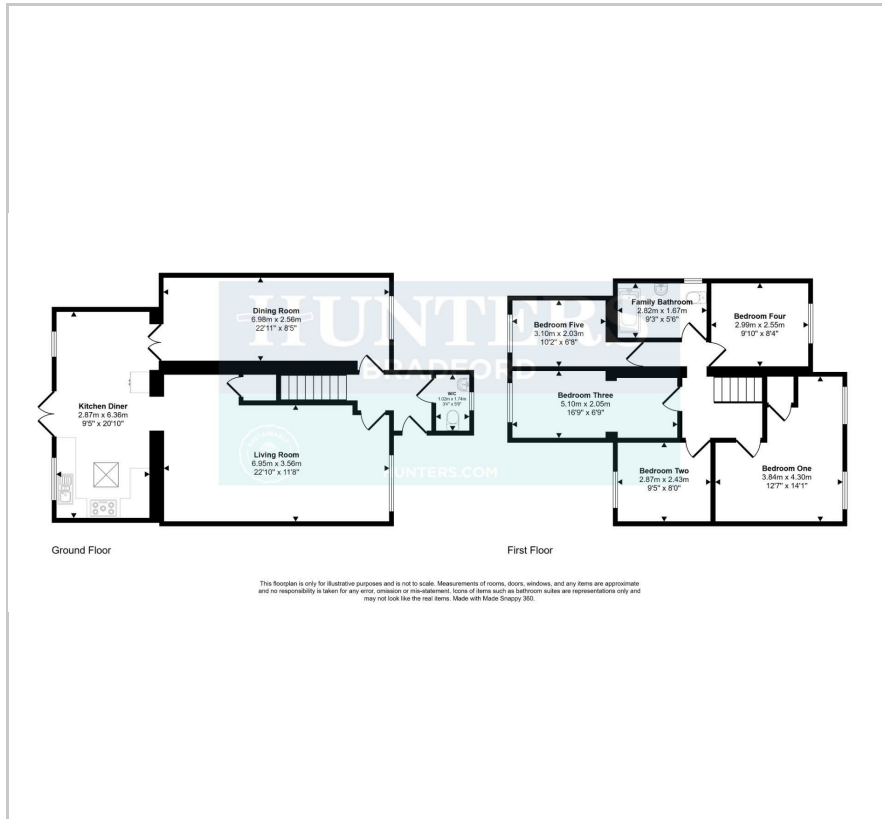 HUNTERS
BRADFORD
HUNTERS.COM
Dining Room
6.98m x 2.56m
22'11" x 8'5"
Kitchen Diner
2.87m x 6.36m
9'5" x 20'10"
WC
1.02m x 1.74m
3'4" x 5'9"
Living Room
6.95m x 3.56m
22'10" x 11'8"
Ground Floor
Family Bathroom
2.82m x 1.67m
9'3" x 5'6"
Bedroom Four
2.99m x 2.55m
9'10" x 8'4"
Bedroom Five
3.10m x 2.03m
10'2" x 6'8"
Bedroom Three
5.10m x 2.05m
16'9" x 6'9"
Bedroom Two
2.87m x 2.43m
9'5" x 8'0"
Bedroom One
3.84m x 4.30m
12'7" x 14'1"
First Floor
This floorplan is only for illustrative purposes and is not to scale. Measurements of rooms, doors, windows, and any items are approximate
and no responsibility is taken for any error, omission or mis-statement. Icons of items such as bathroom suites are representations only and
may not look like the real items. Made with Made Snappy 360.